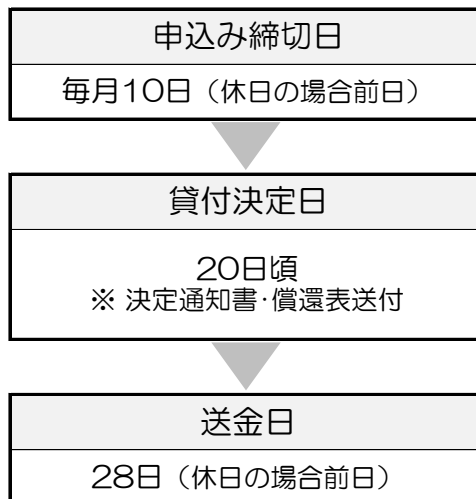 申込み締切日
毎月10日（休日の場合前日）
貸付決定日
20日頃
※ 決定通知書･償還表送付
送金日
28日（休日の場合前日）